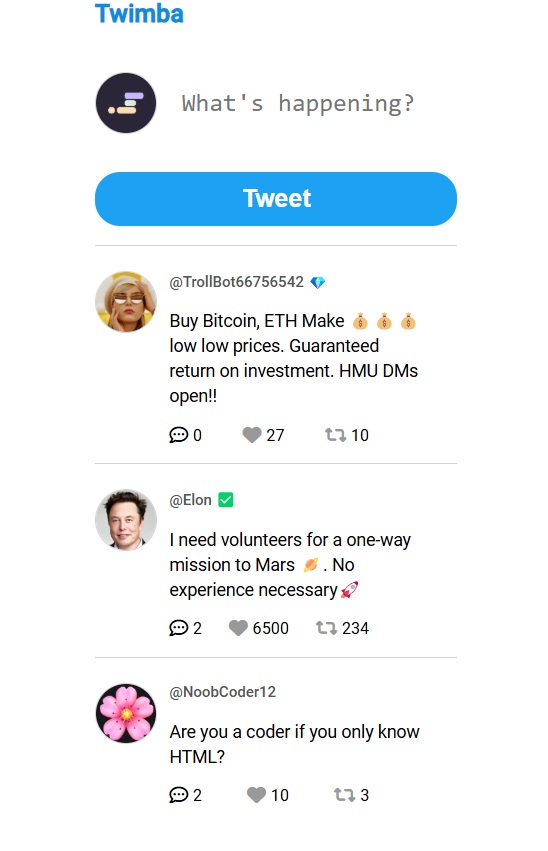 Twimba
What's happening?
Tweet
@TrollBot66756542 💎
Buy Bitcoin, ETH Make 💰 💰 💰
low low prices. Guaranteed
return on investment. HMU DMs
open!!
0 27 10
@Elon ✅
I need volunteers for a one-way
mission to Mars 🪐 . No
experience necessary🚀
2 6500 234
@NoobCoder12
Are you a coder if you only know
HTML?
2 10 3